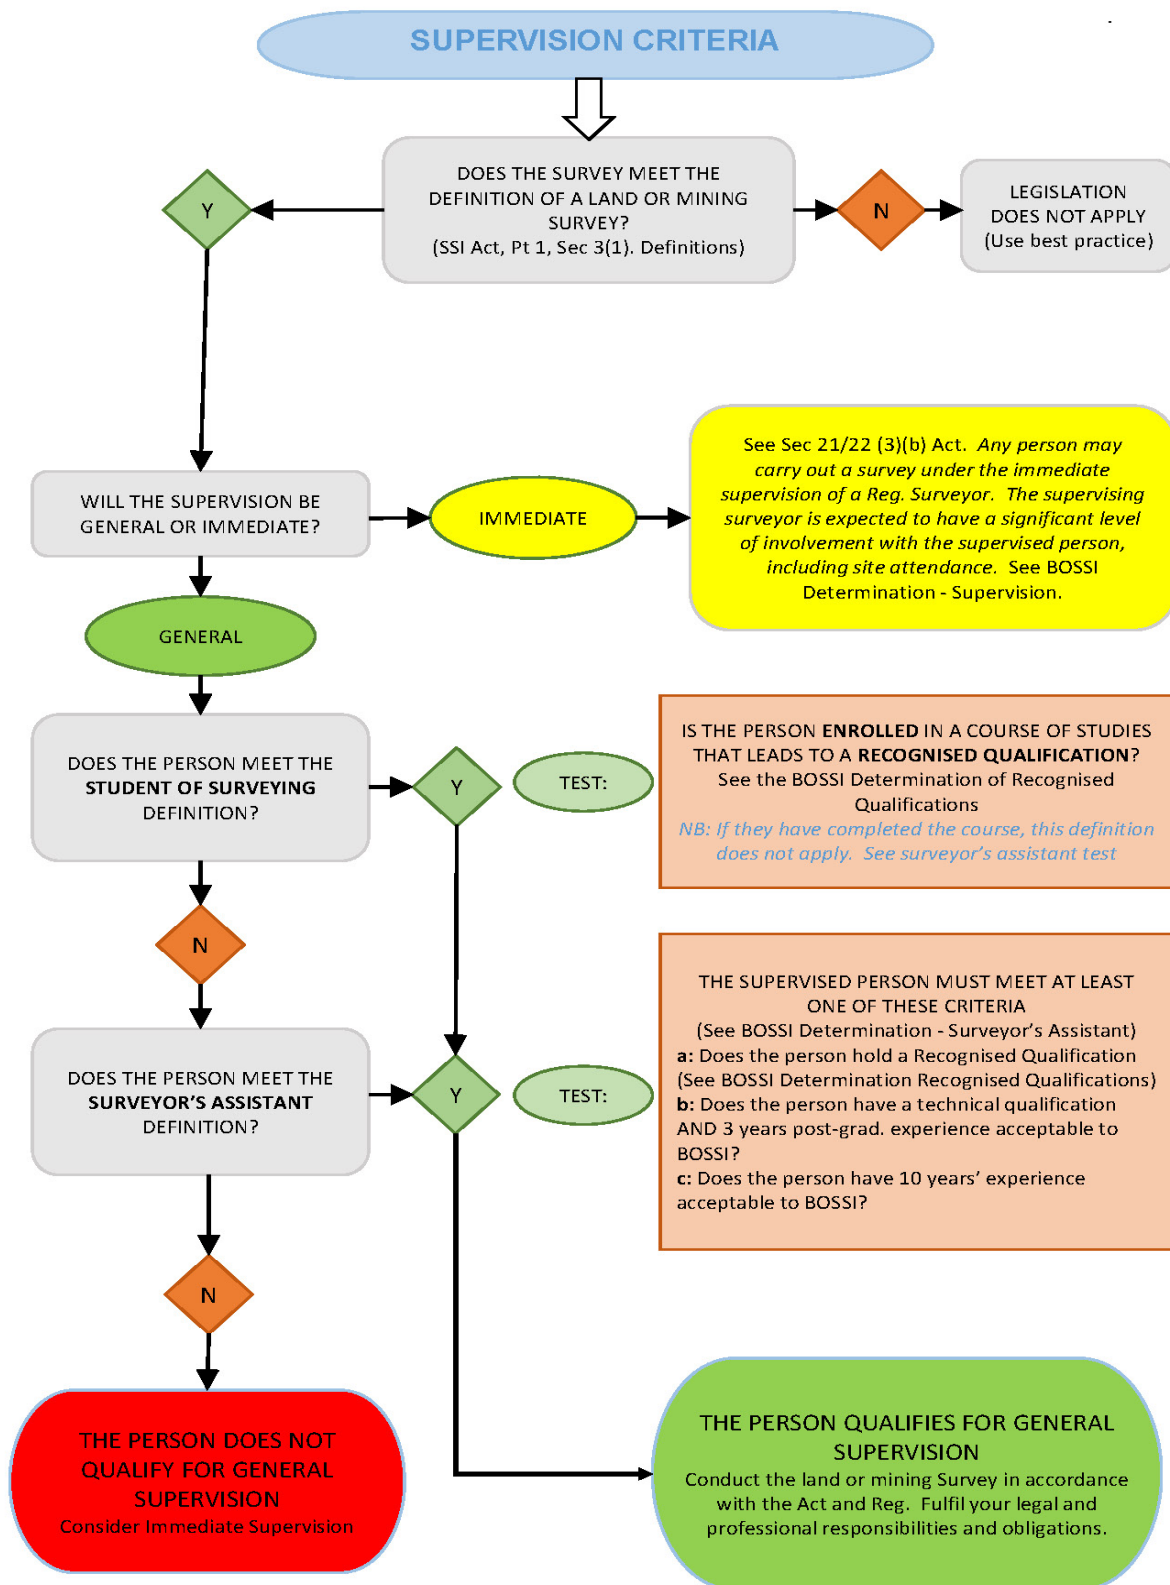 SUPERVISION CRITERIA
DOES THE SURVEY MEET THE
DEFINITION OF A LAND OR MINING
SURVEY?
(SSI Act, Pt 1, Sec 3(1). Definitions)
Y
N
LEGISLATION
DOES NOT APPLY
(Use best practice)
WILL THE SUPERVISION BE
GENERAL OR IMMEDIATE?
IMMEDIATE
See Sec 21/22 (3)(b) Act. Any person may
carry out a survey under the immediate
supervision of a Reg. Surveyor. The supervising
surveyor is expected to have a significant level
of involvement with the supervised person,
including site attendance. See BOSSI
Determination - Supervision.
GENERAL
DOES THE PERSON MEET THE
STUDENT OF SURVEYING
DEFINITION?
Y
TEST:
IS THE PERSON ENROLLED IN A COURSE OF STUDIES
THAT LEADS TO A RECOGNISED QUALIFICATION?
See the BOSSI Determination of Recognised
Qualifications
NB: If they have completed the course, this definition
does not apply. See surveyor's assistant test
N
DOES THE PERSON MEET THE
SURVEYOR'S ASSISTANT
DEFINITION?
Y
TEST:
THE SUPERVISED PERSON MUST MEET AT LEAST
ONE OF THESE CRITERIA
(See BOSSI Determination - Surveyor's Assistant)
a: Does the person hold a Recognised Qualification
(See BOSSI Determination Recognised Qualifications)
b: Does the person have a technical qualification
AND 3 years post-grad. experience acceptable to
BOSSI?
c: Does the person have 10 years' experience
acceptable to BOSSI?
N
THE PERSON DOES NOT
QUALIFY FOR GENERAL
SUPERVISION
Consider Immediate Supervision
THE PERSON QUALIFIES FOR GENERAL
SUPERVISION
Conduct the land or mining Survey in accordance
with the Act and Reg. Fulfil your legal and
professional responsibilities and obligations.